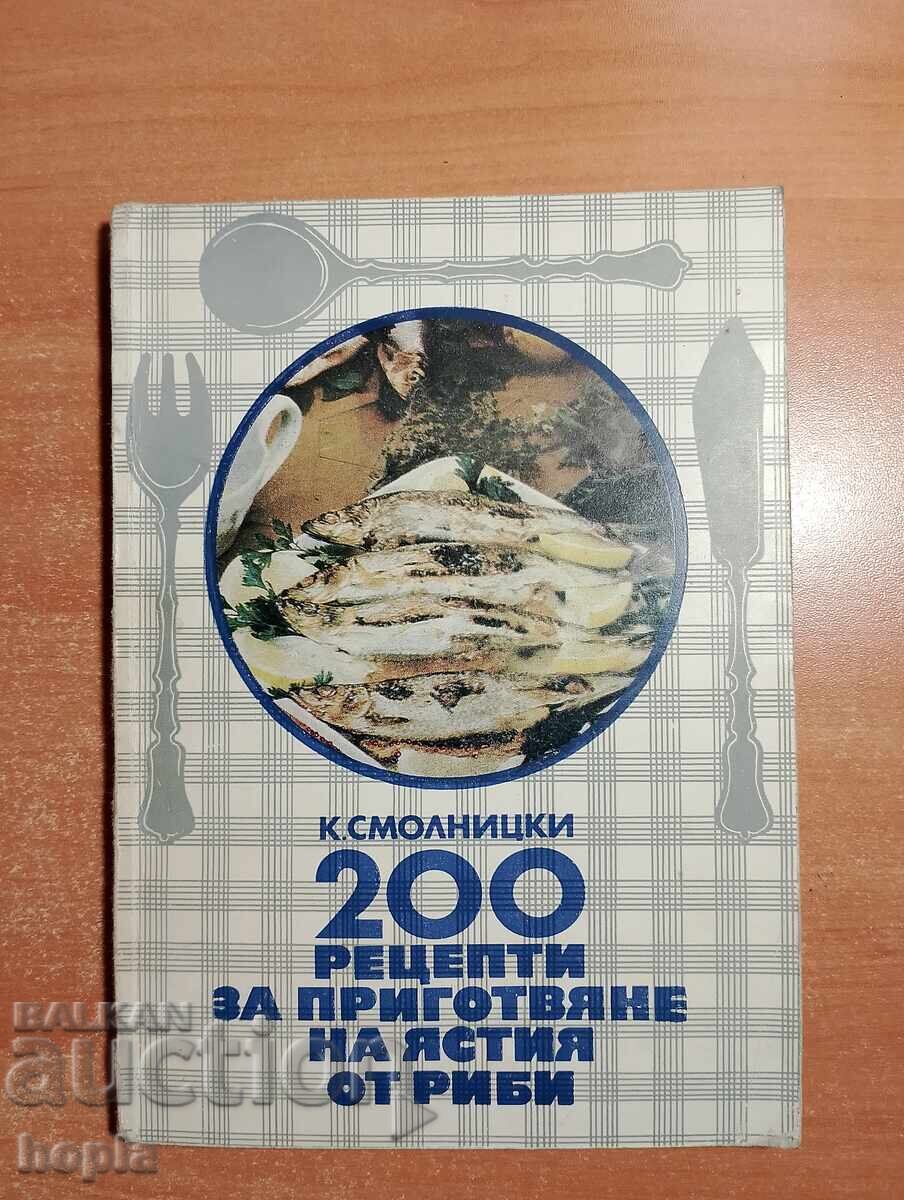 К. СМОЛНИЦКИ
200
РЕЦЕПТИ
ЗА ПРИГОТВЯНЕ
НА ЯСТИЯ
ОТ РИБИ
BALKAN
auction
hopla